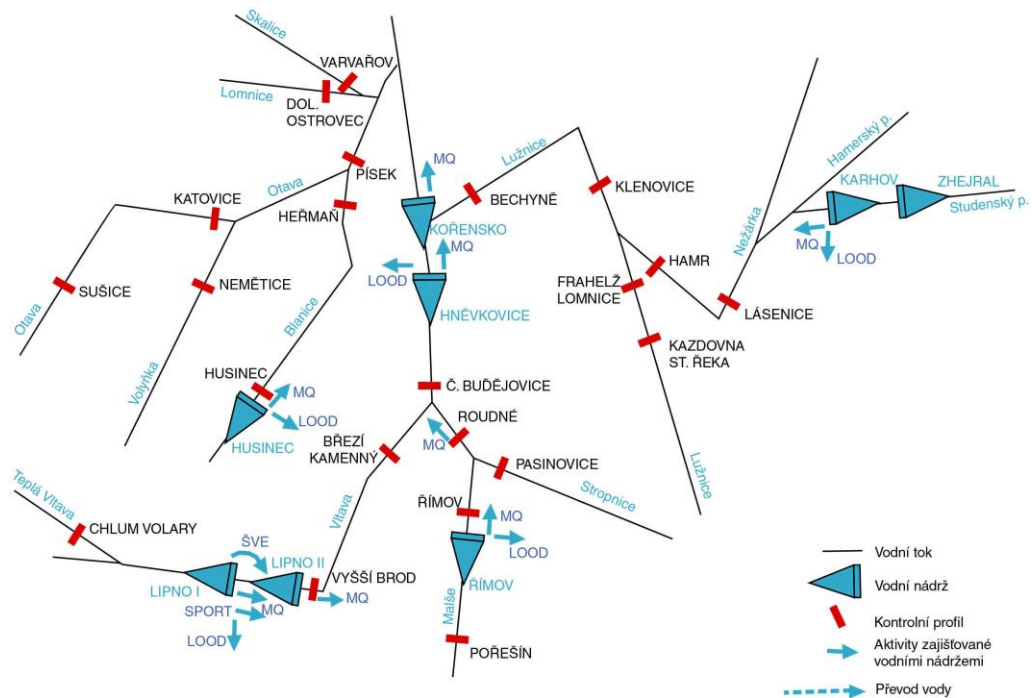 Skalice
VARVAŘOV
Lomnice
DOL.
OSTROVEC
PÍSEK
Otava
KATOVICE
HEŘMAŇ
SUŠICE
NEMĚTICE
Otava
Volyňka
Blanice
HUSINEC
MQ
LOOD
HUSINEC
MQ
Lužnice
BECHYNĚ
KOŘENSKO
MQ
LOOD
HNĚVKOVICE
KLENOVICE
Nežárka
Hamerský p.
KARHOV
ZHEJRAL
Studenský p.
MQ
LOOD
HAMR
FRAHELŽ
LOMNICE
LÁSENICE
KAZDOVNA
ST. ŘEKA
Lužnice
Č. BUĎĚJOVICE
ROUDNÉ
MQ
BŘEZÍ
KAMENNÝ
PASINOVICE
Stropnice
Vltava
ŘÍMOV
MQ
LOOD
ŘÍMOV
Malše
POŘEŠÍN
Teplá Vltava
CHLUM VOLARY
ŠVE
LIPNO II
LIPNO I
VYŠŠÍ BROD
MQ
SPORT
MQ
LOOD
Vodní tok
Vodní nádrž
Kontrolní profil
Aktivity zajišťované
vodními nádržemi
Převod vody